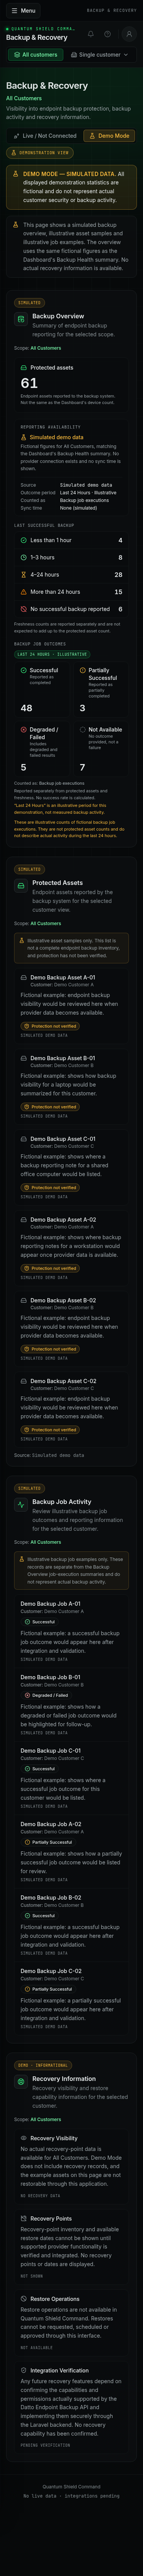 QUANTUM SHIELD COMMA…
Menu
Backup & Recovery
BACKUP & RECOVERY
All customers
Single customer
Backup & Recovery
All Customers
Visibility into endpoint backup protection, backup
activity and recovery information.
Live / Not Connected
Demo Mode
DEMONSTRATION VIEW
DEMO MODE — SIMULATED DATA. All
displayed demonstration statistics are
simulated and do not represent actual
customer security or backup activity.
This page shows a simulated backup
overview, illustrative asset samples and
illustrative job examples. The overview
uses the same fictional figures as the
Dashboard's Backup Health summary. No
actual recovery information is available.
SIMULATED
Backup Overview
Summary of endpoint backup
reporting for the selected scope.
Scope: All Customers
Protected assets
61
Endpoint assets reported by the backup system.
Not the same as the Dashboard's device count.
REPORTING AVAILABILITY
Simulated demo data
Fictional figures for All Customers, matching
the Dashboard's Backup Health summary. No
provider connection exists and no sync time is
shown.
Source Simulated demo data
Outcome period Last 24 Hours · Illustrative
Counted as Backup job executions
Sync time None (simulated)
LAST SUCCESSFUL BACKUP
Less than 1 hour 4
1–3 hours 8
4–24 hours 28
More than 24 hours 15
No successful backup reported 6
Freshness counts reported separately and are not
expected to add up to the protected asset count.
BACKUP JOB OUTCOMES
LAST 24 HOURS · ILLUSTRATIVE
Successful
Reported as
completed
48
Partially
Successful
Reported as
partially
completed
3
Degraded /
Failed
Includes
degraded and
failed results
5
Not Available
No outcome
provided, not a
failure
7
Counted as: Backup job executions
Reported separately from protected assets and
freshness. No success rate is calculated.
"Last 24 Hours" is an illustrative period for this
demonstration, not measured backup activity.
These are illustrative counts of fictional backup job
executions. They are not protected asset counts and do
not describe actual activity during the last 24 hours.
SIMULATED
Protected Assets
Endpoint assets reported by the
backup system for the selected
customer view.
Scope: All Customers
Illustrative asset samples only. This list is
not a complete endpoint backup inventory,
and protection has not been verified.
Demo Backup Asset A-01
Customer: Demo Customer A
Fictional example: endpoint backup
visibility would be reviewed here when
provider data becomes available.
Protection not verified
SIMULATED DEMO DATA
Demo Backup Asset B-01
Customer: Demo Customer B
Fictional example: shows how backup
visibility for a laptop would be
summarized for this customer.
Protection not verified
SIMULATED DEMO DATA
Demo Backup Asset C-01
Customer: Demo Customer C
Fictional example: shows where a
backup reporting note for a shared
office computer would be listed.
Protection not verified
SIMULATED DEMO DATA
Demo Backup Asset A-02
Customer: Demo Customer A
Fictional example: shows where backup
reporting notes for a workstation would
appear once provider data is available.
Protection not verified
SIMULATED DEMO DATA
Demo Backup Asset B-02
Customer: Demo Customer B
Fictional example: endpoint backup
visibility would be reviewed here when
provider data becomes available.
Protection not verified
SIMULATED DEMO DATA
Demo Backup Asset C-02
Customer: Demo Customer C
Fictional example: endpoint backup
visibility would be reviewed here when
provider data becomes available.
Protection not verified
SIMULATED DEMO DATA
Source: Simulated demo data
SIMULATED
Backup Job Activity
Review illustrative backup job
outcomes and reporting information
for the selected customer.
Scope: All Customers
Illustrative backup job examples only. These
records are separate from the Backup
Overview job-execution summaries and do
not represent actual backup activity.
Demo Backup Job A-01
Customer: Demo Customer A
Successful
Fictional example: a successful backup
job outcome would appear here after
integration and validation.
SIMULATED DEMO DATA
Demo Backup Job B-01
Customer: Demo Customer B
Degraded / Failed
Fictional example: shows how a
degraded or failed job outcome would
be highlighted for follow-up.
SIMULATED DEMO DATA
Demo Backup Job C-01
Customer: Demo Customer C
Successful
Fictional example: shows where a
successful job outcome for this
customer would be listed.
SIMULATED DEMO DATA
Demo Backup Job A-02
Customer: Demo Customer A
Partially Successful
Fictional example: shows how a partially
successful job outcome would be listed
for review.
SIMULATED DEMO DATA
Demo Backup Job B-02
Customer: Demo Customer B
Successful
Fictional example: a successful backup
job outcome would appear here after
integration and validation.
SIMULATED DEMO DATA
Demo Backup Job C-02
Customer: Demo Customer C
Partially Successful
Fictional example: a partially successful
job outcome would appear here after
integration and validation.
SIMULATED DEMO DATA
DEMO · INFORMATIONAL
Recovery Information
Recovery visibility and restore
capability information for the selected
customer.
Scope: All Customers
Recovery Visibility
No actual recovery-point data is
available for All Customers. Demo Mode
does not include recovery records, and
the example assets on this page are not
restorable through this application.
NO RECOVERY DATA
Recovery Points
Recovery-point inventory and available
restore dates cannot be shown until
supported provider functionality is
verified and integrated. No recovery
points or dates are displayed.
NOT SHOWN
Restore Operations
Restore operations are not available in
Quantum Shield Command. Restores
cannot be requested, scheduled or
approved through this interface.
NOT AVAILABLE
Integration Verification
Any future recovery features depend on
confirming the capabilities and
permissions actually supported by the
Datto Endpoint Backup API and
implementing them securely through
the Laravel backend. No recovery
capability has been confirmed.
PENDING VERIFICATION
Quantum Shield Command
No live data · integrations pending